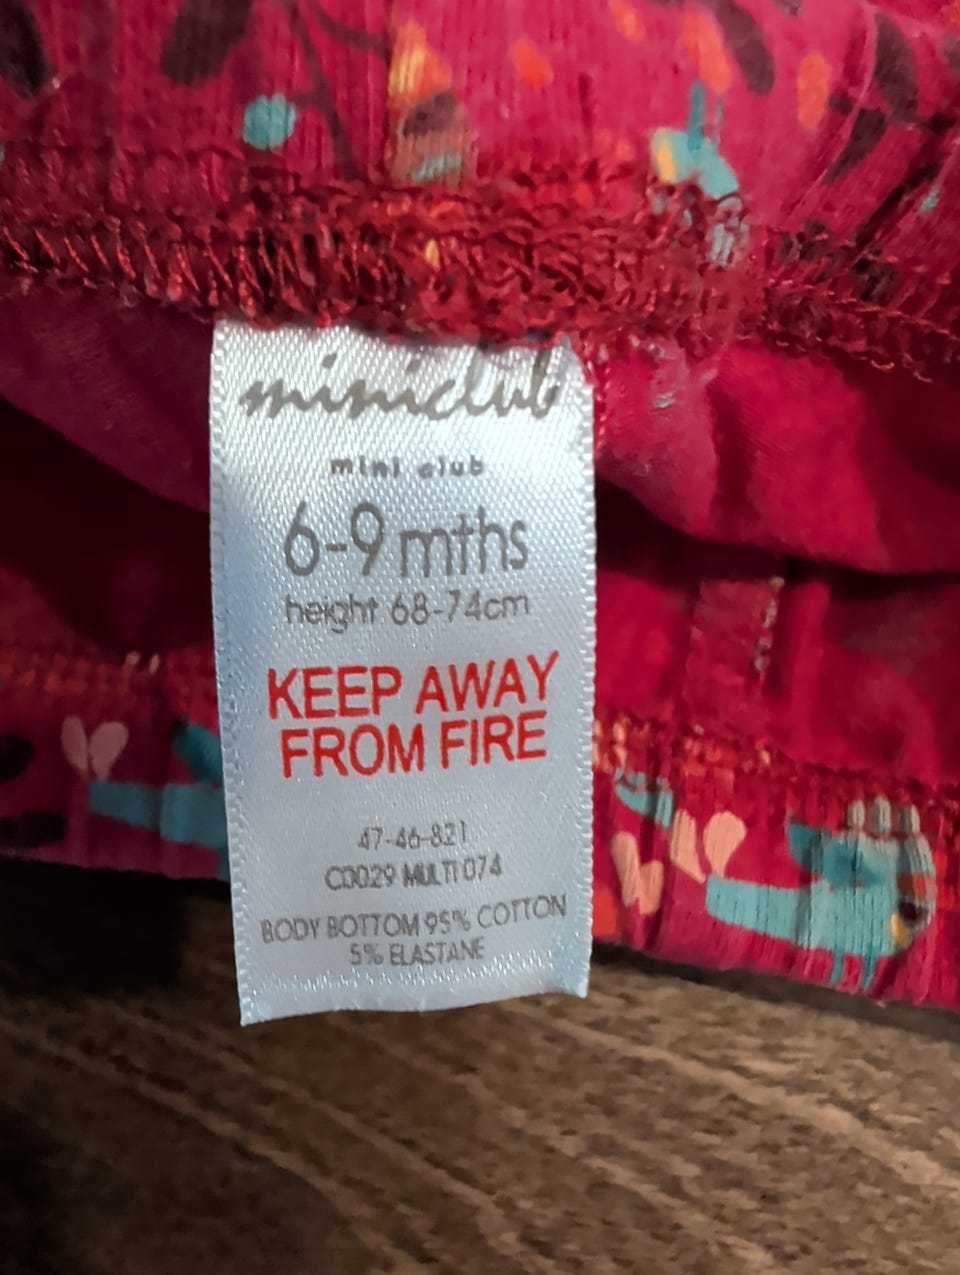 miniclub
mini club
6-9 mths
height 68-74cm
KEEP AWAY
FROM FIRE
47-46-821
C0029 MULTI 074
BODY BOTTOM 95% COTTON
5% ELASTANE